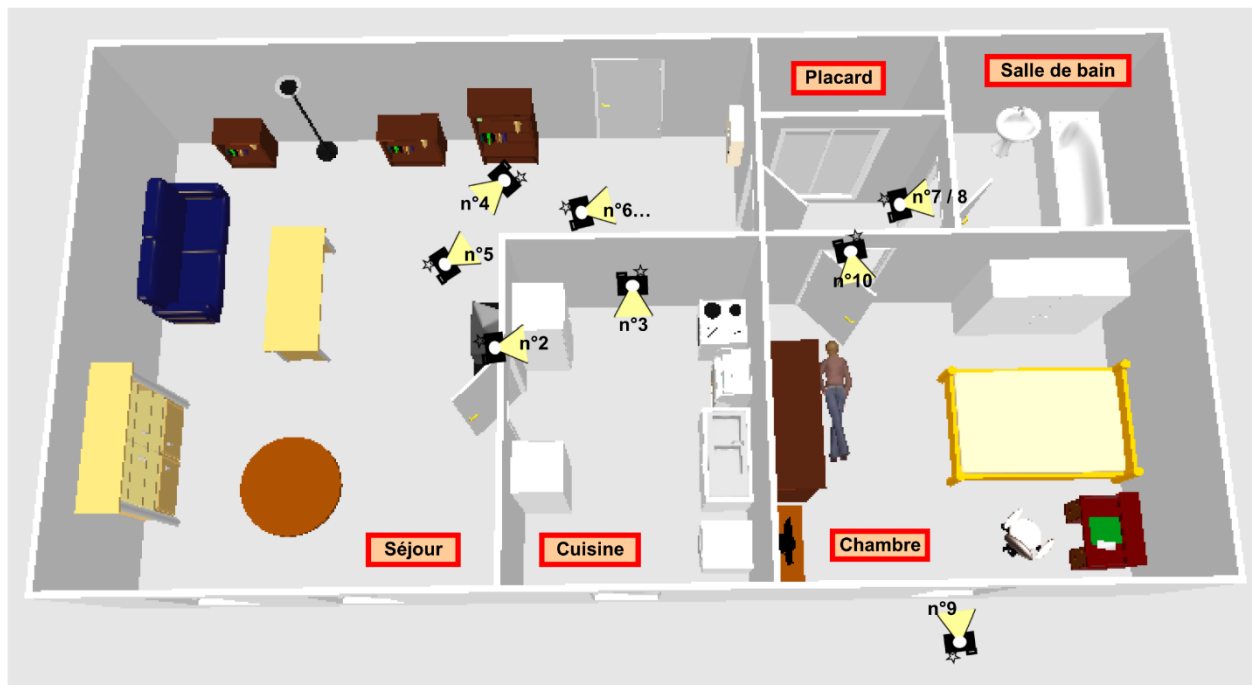 Placard
Salle de bain
n°4
n°6...
n°7 / 8
n°5
n°10
n°3
n°2
Séjour
Cuisine
Chambre
n°9